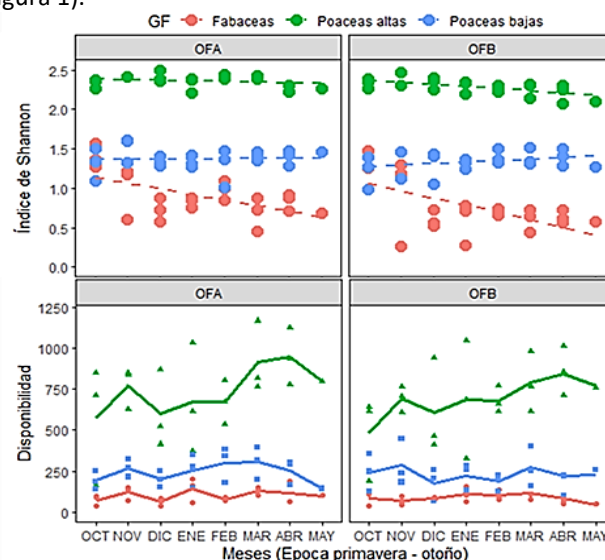 gura 1).
GF Fabaceas Poaceas altas Poaceas bajas
OFA OFB
Índice de Shannon
2.5
2.0
1.5
1.0
0.5
0.0
OFA OFB
Disponibilidad
1250
1000
750
500
250
0
OCT NOV DIC ENE FEB MAR ABR MAY OCT NOV DIC ENE FEB MAR ABR MAY
Meses (Epoca primavera - otoño)